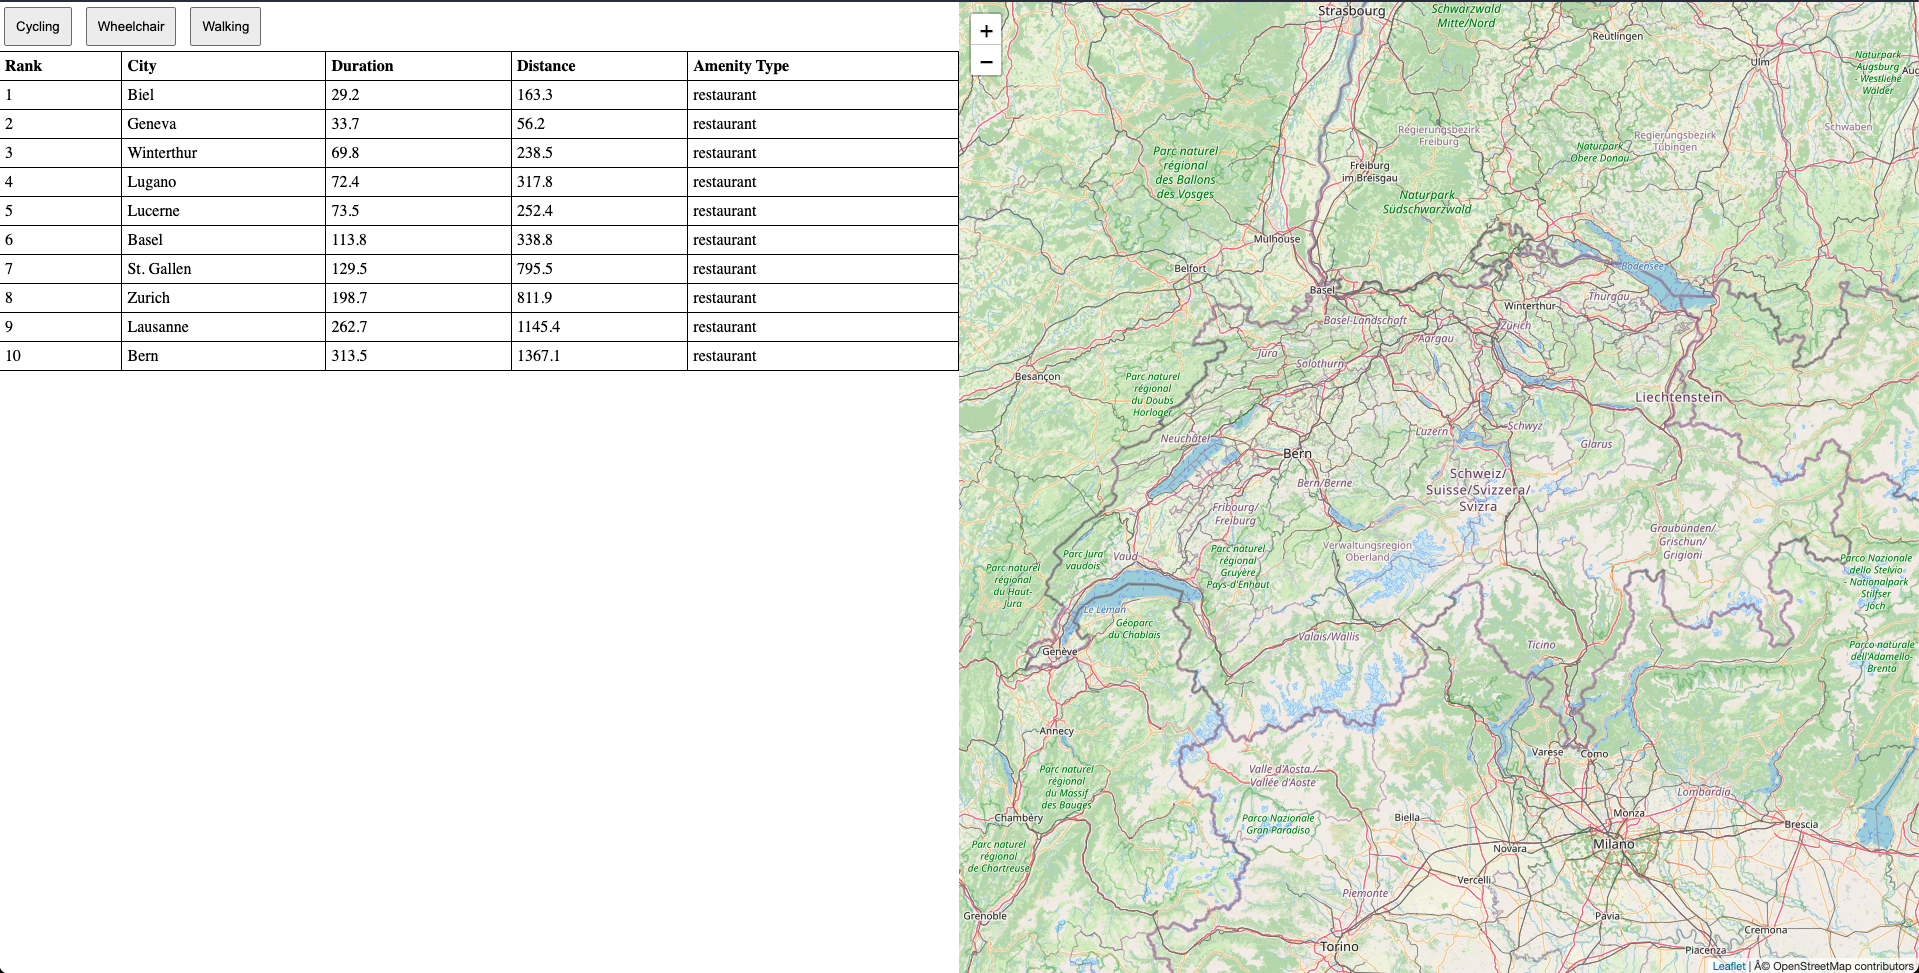 Cycling Wheelchair Walking
Rank City Duration Distance Amenity Type
1 Biel 29.2 163.3 restaurant
2 Geneva 33.7 56.2 restaurant
3 Winterthur 69.8 238.5 restaurant
4 Lugano 72.4 317.8 restaurant
5 Lucerne 73.5 252.4 restaurant
6 Basel 113.8 338.8 restaurant
7 St. Gallen 129.5 795.5 restaurant
8 Zurich 198.7 811.9 restaurant
9 Lausanne 262.7 1145.4 restaurant
10 Bern 313.5 1367.1 restaurant
+
−
Strasbourg
Schwarzwald
Mitte/Nord
Reutlingen
Ulm
Naturpark
Augsburg
- Westliche
Wälder
Regierungsbezirk
Freiburg
Regierungsbezirk
Tübingen
Schwaben
Naturpark
Obere Donau
Parc naturel
régional
des Ballons
des Vosges
Freiburg
im Breisgau
Naturpark
Südschwarzwald
Mulhouse
Belfort
Bodensee
Basel
Winterthur
Thurgau
Basel-Landschaft
Zürich
Aargau
Jura
Solothurn
Besançon
Parc naturel
régional
du Doubs
Horloger
Liechtenstein
Neuchâtel
Luzern
Schwyz
Glarus
Bern
Schweiz/
Suisse/Svizzera/
Svizra
Bern/Berne
Fribourg/
Freiburg
Graubünden/
Grischun/
Grigioni
Verwaltungsregion
Oberland
Vaud
Parc Jura
vaudois
Parc naturel
régional
Gruyère
Pays-d'Enhaut
Parc naturel
régional
du Haut-
Jura
Parco Nazionale
dello Stelvio
- Nationalpark
Stilfser
Joch
Le Léman
Géoparc
du Chablais
Valais/Wallis
Ticino
Genève
Parco naturale
dell'Adamello-
Brenta
Annecy
Varese
Como
Parc naturel
régional
du Massif
des Bauges
Valle d'Aosta /
Vallée d'Aoste
Lombardia
Chambéry
Parco Nazionale
Gran Paradiso
Biella
Monza
Brescia
Parc naturel
régional
de Chartreuse
Novara
Milano
Vercelli
Piemonte
Grenoble
Pavia
Cremona
Torino
Piacenza
Leaflet | Â© OpenStreetMap contributors